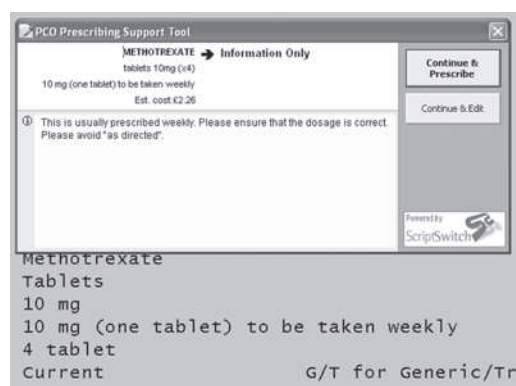 PCO Prescribing Support Tool
METHOTREXATE → Information Only
tablets 10mg (x4)
10 mg (one tablet) to be taken weekly
Est. cost £2.26
Continue & Prescribe
Continue & Edit
This is usually prescribed weekly. Please ensure that the dosage is correct.
Please avoid "as directed".
Powered by
ScriptSwitch
Methotrexate
Tablets
10 mg
10 mg (one tablet) to be taken weekly
4 tablet
Current G/T for Generic/Tr